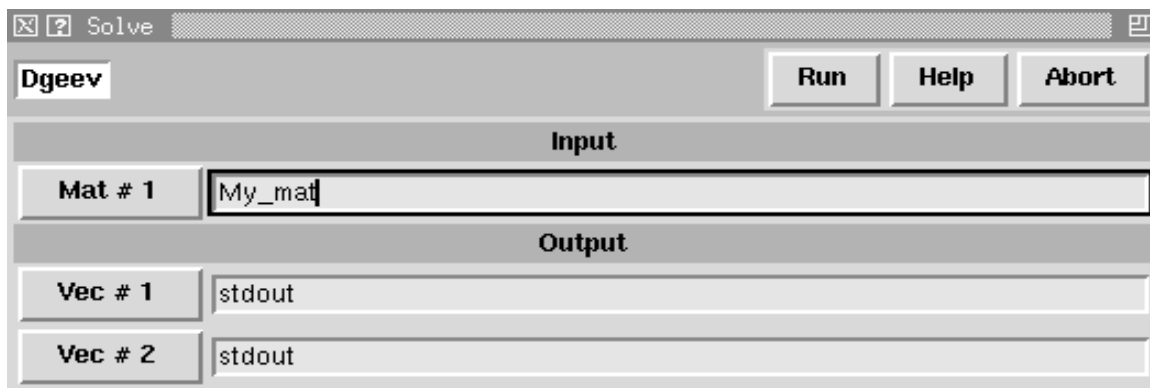 Solve
Dgeev Run Help Abort
Input
Mat # 1 My_mat
Output
Vec # 1 stdout
Vec # 2 stdout